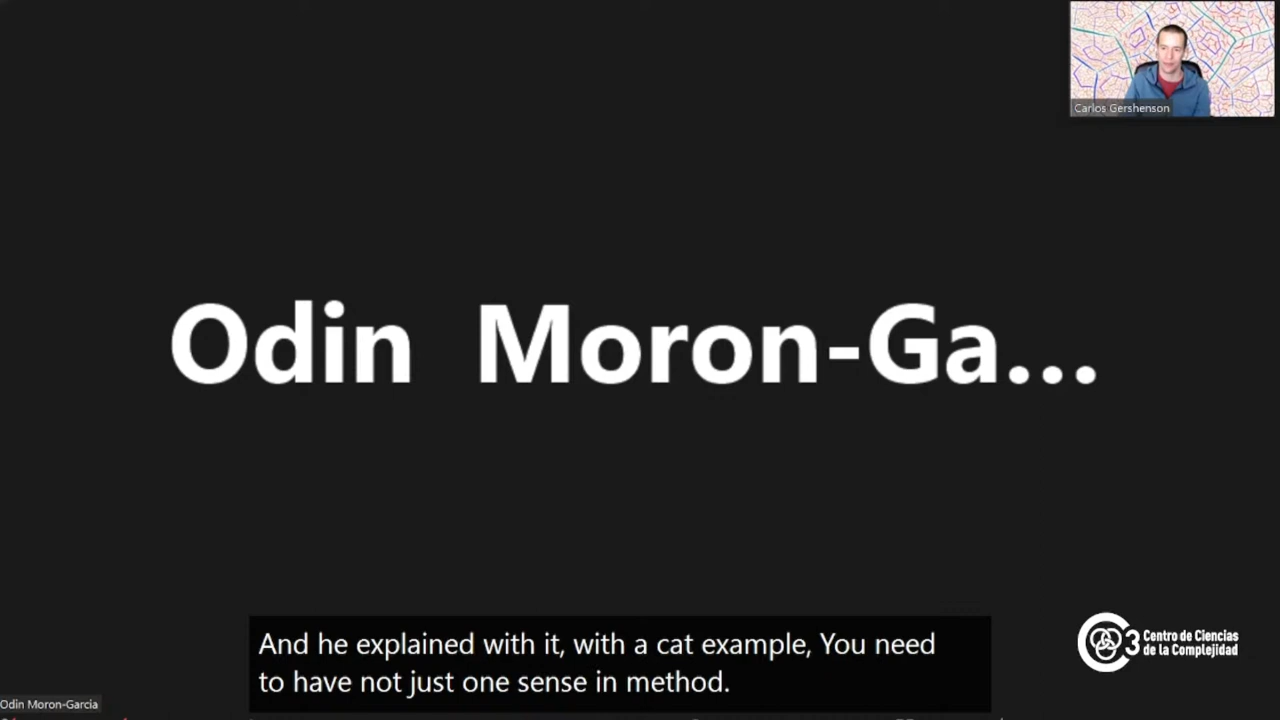 Carlos Gershenson
Odin Moron-Ga...
And he explained with it, with a cat example, You need
to have not just one sense in method.
3 Centro de Ciencias
de la Complejidad
Odin Moron-Garcia